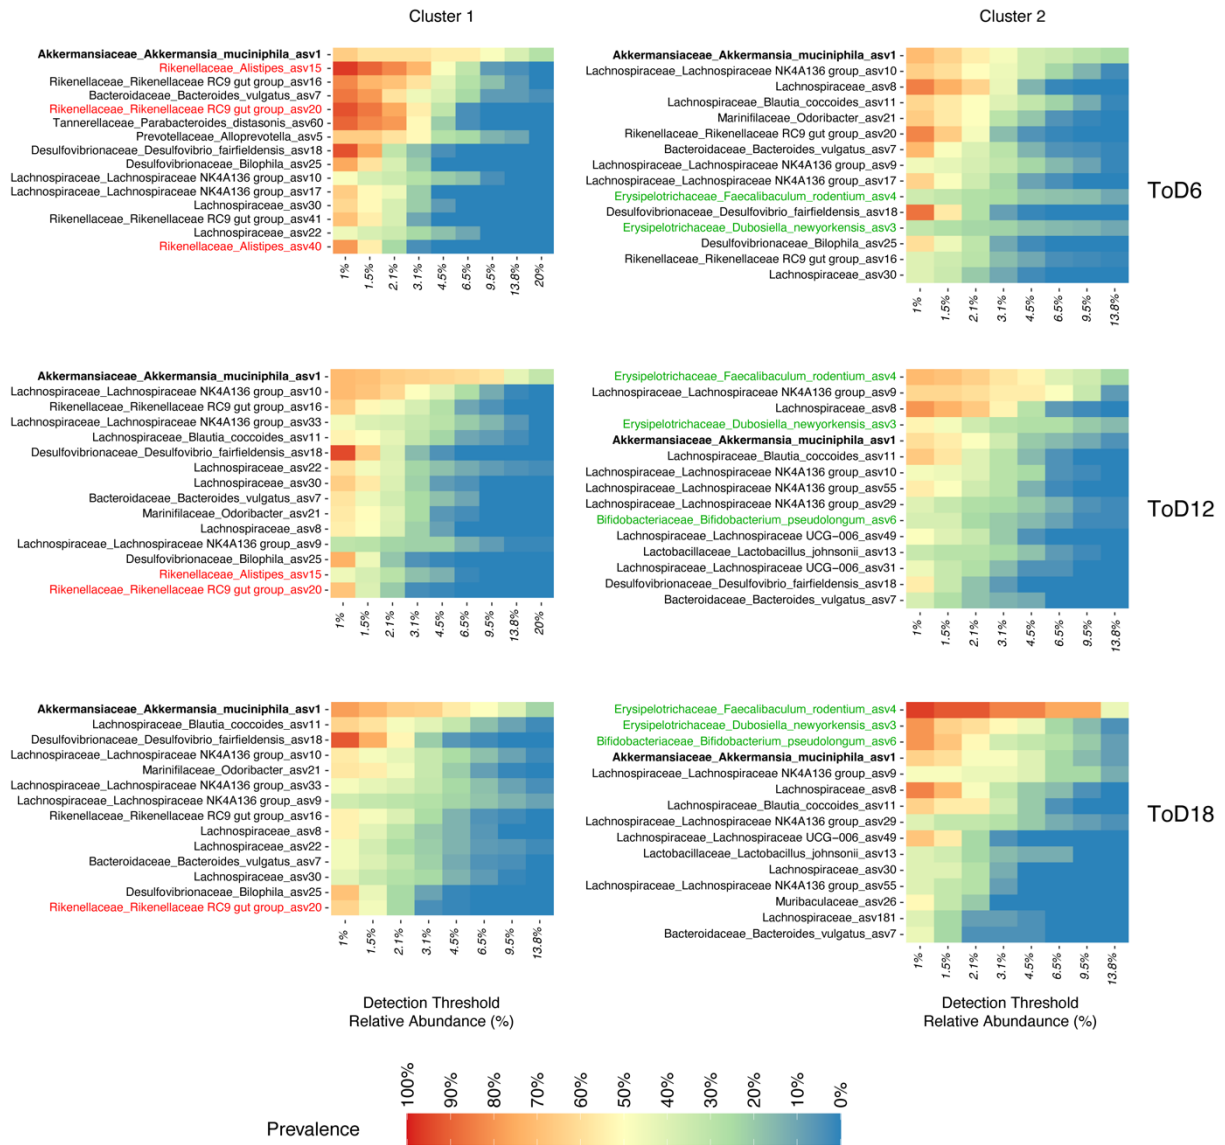 Cluster 1
Akkermansiaceae_Akkermansia_muciniphila_asv1
Rikenellaceae_Alistipes_asv15
Rikenellaceae_Rikenellaceae RC9 gut group_asv16
Bacteroidaceae_Bacteroides_vulgatus_asv7
Rikenellaceae_Rikenellaceae RC9 gut group_asv20
Tannerellaceae_Parabacteroides_distasonis_asv60
Prevotellaceae_Alloprevotella_asv5
Desulfovibrionaceae_Desulfovibrio_fairfieldensis_asv18
Desulfovibrionaceae_Bilophila_asv25
Lachnospiraceae_Lachnospiraceae NK4A136 group_asv10
Lachnospiraceae_Lachnospiraceae NK4A136 group_asv17
Lachnospiraceae_asv30
Rikenellaceae_Rikenellaceae RC9 gut group_asv41
Lachnospiraceae_asv22
Rikenellaceae_Alistipes_asv40
1% 1.5% 2.1% 3.1% 4.5% 6.5% 9.5% 13.8% 20%
Cluster 2
Akkermansiaceae_Akkermansia_muciniphila_asv1
Lachnospiraceae_Lachnospiraceae NK4A136 group_asv10
Lachnospiraceae_asv8
Lachnospiraceae_Blautia_coccoides_asv11
Marinifilaceae_Odoribacter_asv21
Rikenellaceae_Rikenellaceae RC9 gut group_asv20
Bacteroidaceae_Bacteroides_vulgatus_asv7
Lachnospiraceae_Lachnospiraceae NK4A136 group_asv9
Lachnospiraceae_Lachnospiraceae NK4A136 group_asv17
Erysipelotrichaceae_Faecalibaculum_rodentium_asv4
Desulfovibrionaceae_Desulfovibrio_fairfieldensis_asv18
Erysipelotrichaceae_Dubosiella_newyorkensis_asv3
Desulfovibrionaceae_Bilophila_asv25
Rikenellaceae_Rikenellaceae RC9 gut group_asv16
Lachnospiraceae_asv30
1% 1.5% 2.1% 3.1% 4.5% 6.5% 9.5% 13.8%
ToD6
Akkermansiaceae_Akkermansia_muciniphila_asv1
Lachnospiraceae_Lachnospiraceae NK4A136 group_asv10
Rikenellaceae_Rikenellaceae RC9 gut group_asv16
Lachnospiraceae_Lachnospiraceae NK4A136 group_asv33
Lachnospiraceae_Blautia_coccoides_asv11
Desulfovibrionaceae_Desulfovibrio_fairfieldensis_asv18
Lachnospiraceae_asv22
Lachnospiraceae_asv30
Bacteroidaceae_Bacteroides_vulgatus_asv7
Marinifilaceae_Odoribacter_asv21
Lachnospiraceae_asv8
Lachnospiraceae_Lachnospiraceae NK4A136 group_asv9
Desulfovibrionaceae_Bilophila_asv25
Rikenellaceae_Alistipes_asv15
Rikenellaceae_Rikenellaceae RC9 gut group_asv20
1% 1.5% 2.1% 3.1% 4.5% 6.5% 9.5% 13.8% 20%
Erysipelotrichaceae_Faecalibaculum_rodentium_asv4
Lachnospiraceae_Lachnospiraceae NK4A136 group_asv9
Lachnospiraceae_asv8
Erysipelotrichaceae_Dubosiella_newyorkensis_asv3
Akkermansiaceae_Akkermansia_muciniphila_asv1
Lachnospiraceae_Blautia_coccoides_asv11
Lachnospiraceae_Lachnospiraceae NK4A136 group_asv10
Lachnospiraceae_Lachnospiraceae NK4A136 group_asv55
Lachnospiraceae_Lachnospiraceae NK4A136 group_asv29
Bifidobacteriaceae_Bifidobacterium_pseudolongum_asv6
Lachnospiraceae_Lachnospiraceae UCG−006_asv49
Lactobacillaceae_Lactobacillus_johnsonii_asv13
Lachnospiraceae_Lachnospiraceae UCG−006_asv31
Desulfovibrionaceae_Desulfovibrio_fairfieldensis_asv18
Bacteroidaceae_Bacteroides_vulgatus_asv7
1% 1.5% 2.1% 3.1% 4.5% 6.5% 9.5% 13.8%
ToD12
Akkermansiaceae_Akkermansia_muciniphila_asv1
Lachnospiraceae_Blautia_coccoides_asv11
Desulfovibrionaceae_Desulfovibrio_fairfieldensis_asv18
Lachnospiraceae_Lachnospiraceae NK4A136 group_asv10
Marinifilaceae_Odoribacter_asv21
Lachnospiraceae_Lachnospiraceae NK4A136 group_asv33
Lachnospiraceae_Lachnospiraceae NK4A136 group_asv9
Rikenellaceae_Rikenellaceae RC9 gut group_asv16
Lachnospiraceae_asv8
Lachnospiraceae_asv22
Bacteroidaceae_Bacteroides_vulgatus_asv7
Lachnospiraceae_asv30
Desulfovibrionaceae_Bilophila_asv25
Rikenellaceae_Rikenellaceae RC9 gut group_asv20
1% 1.5% 2.1% 3.1% 4.5% 6.5% 9.5% 13.8%
Detection Threshold
Relative Abundance (%)
Erysipelotrichaceae_Faecalibaculum_rodentium_asv4
Erysipelotrichaceae_Dubosiella_newyorkensis_asv3
Bifidobacteriaceae_Bifidobacterium_pseudolongum_asv6
Akkermansiaceae_Akkermansia_muciniphila_asv1
Lachnospiraceae_Lachnospiraceae NK4A136 group_asv9
Lachnospiraceae_asv8
Lachnospiraceae_Blautia_coccoides_asv11
Lachnospiraceae_Lachnospiraceae NK4A136 group_asv29
Lachnospiraceae_Lachnospiraceae UCG−006_asv49
Lactobacillaceae_Lactobacillus_johnsonii_asv13
Lachnospiraceae_asv30
Lachnospiraceae_Lachnospiraceae NK4A136 group_asv55
Muribaculaceae_asv26
Lachnospiraceae_asv181
Bacteroidaceae_Bacteroides_vulgatus_asv7
1% 1.5% 2.1% 3.1% 4.5% 6.5% 9.5% 13.8%
ToD18
Detection Threshold
Relative Abundaunce (%)
Prevalence
100% 90% 80% 70% 60% 50% 40% 30% 20% 10% 0%